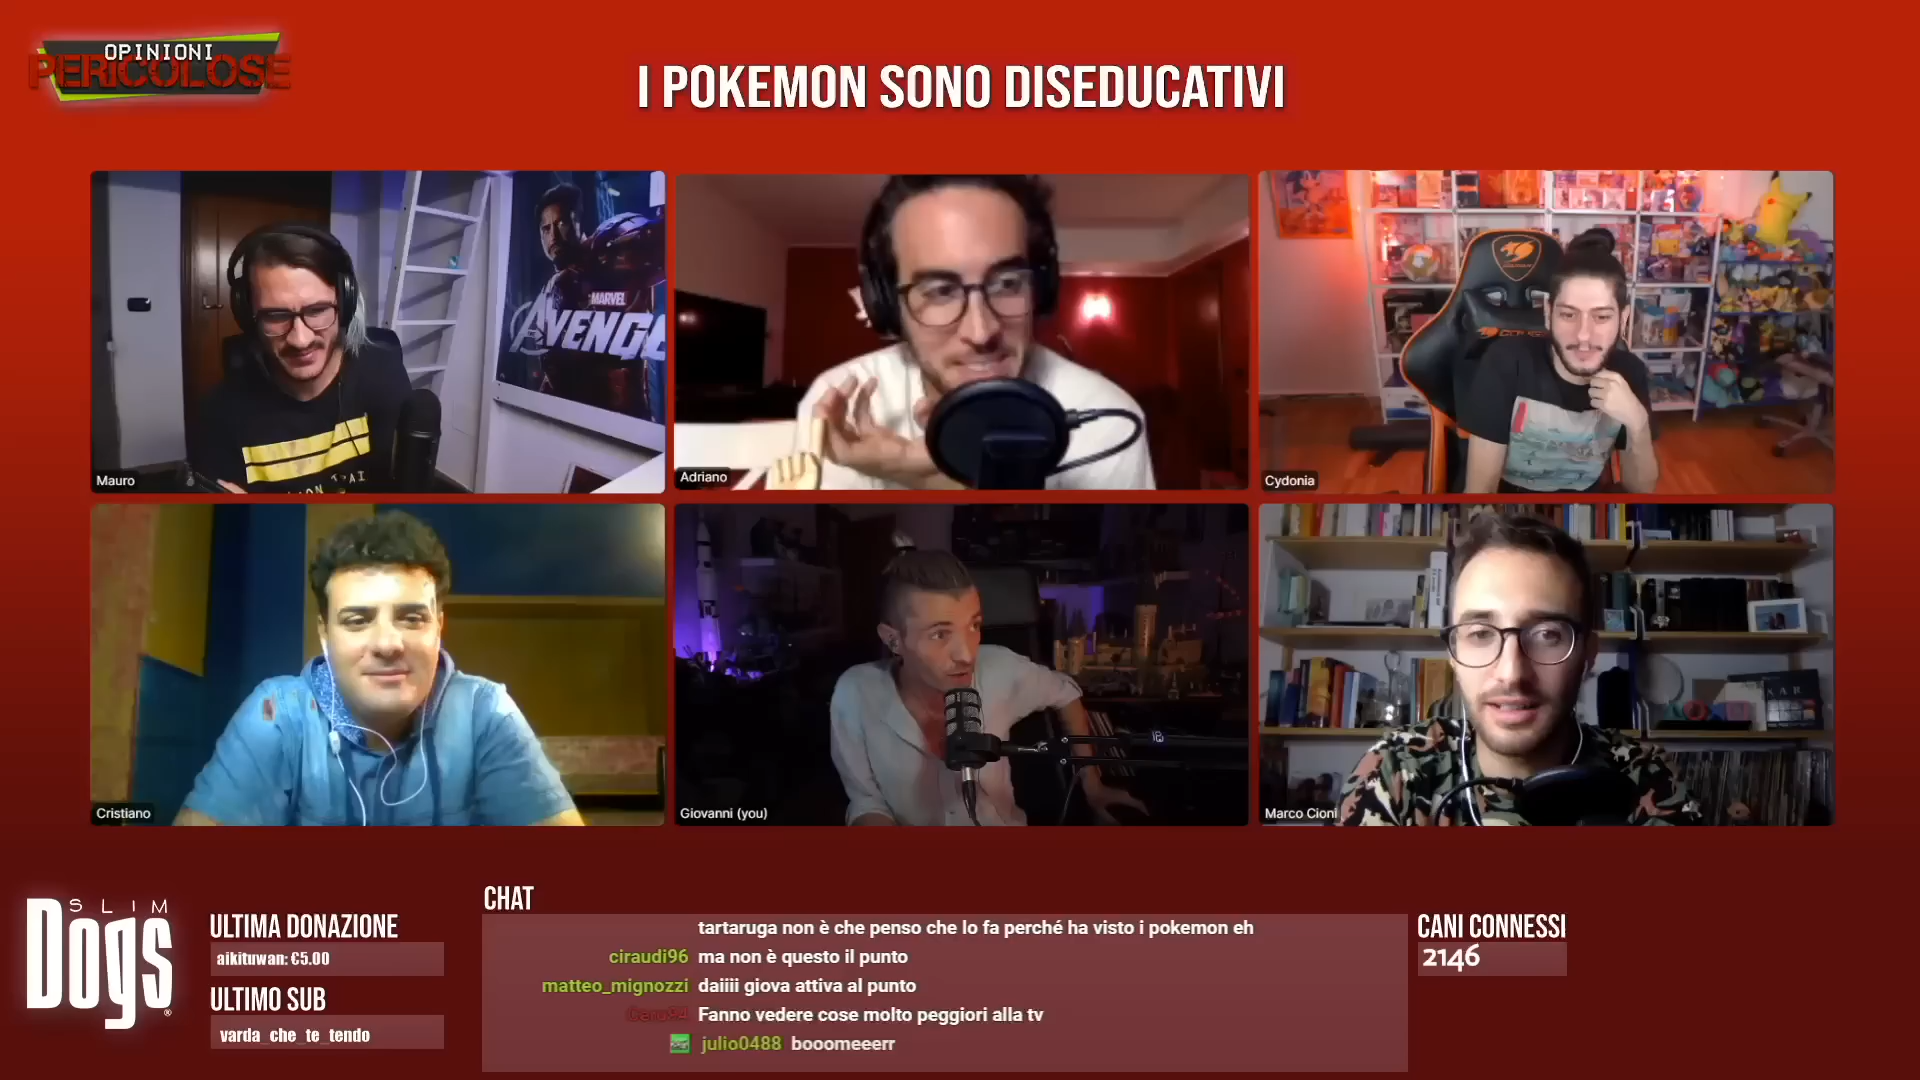 OPINIONI
PERICOLOSE
I POKEMON SONO DISEDUCATIVI
MARVEL
AVENG
Mauro
Adriano
Cydonia
Cristiano
Giovanni (you)
Marco Cioni
SLIM
Dogs
ULTIMA DONAZIONE
aikituwan: €5.00
ULTIMO SUB
varda_che_te_tendo
CHAT
tartaruga non è che penso che lo fa perché ha visto i pokemon eh
ciraudi96 ma non è questo il punto
matteo_mignozzi daiiii giova attiva al punto
Fanno vedere cose molto peggiori alla tv
julio0488 booomeeerr
CANI CONNESSI
2146